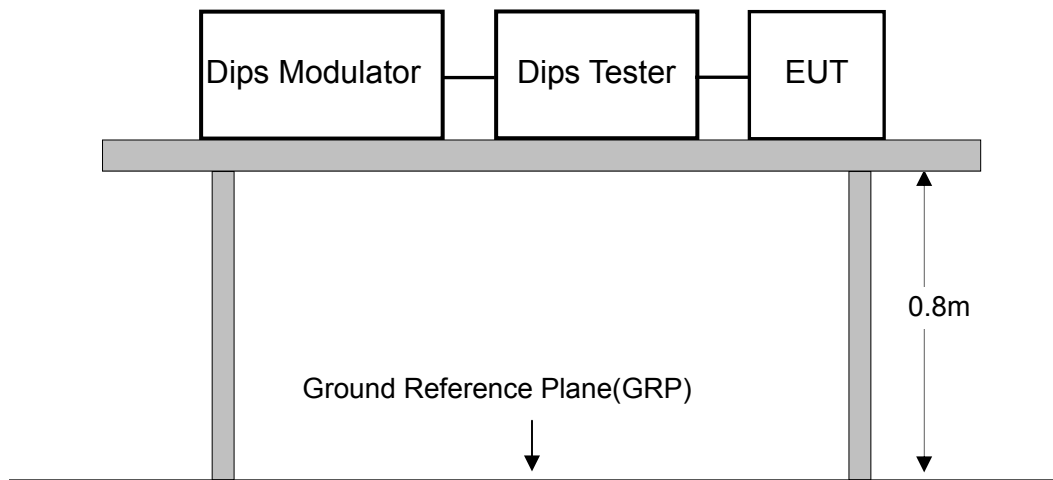 Dips Modulator
Dips Tester
EUT
0.8m
Ground Reference Plane(GRP)